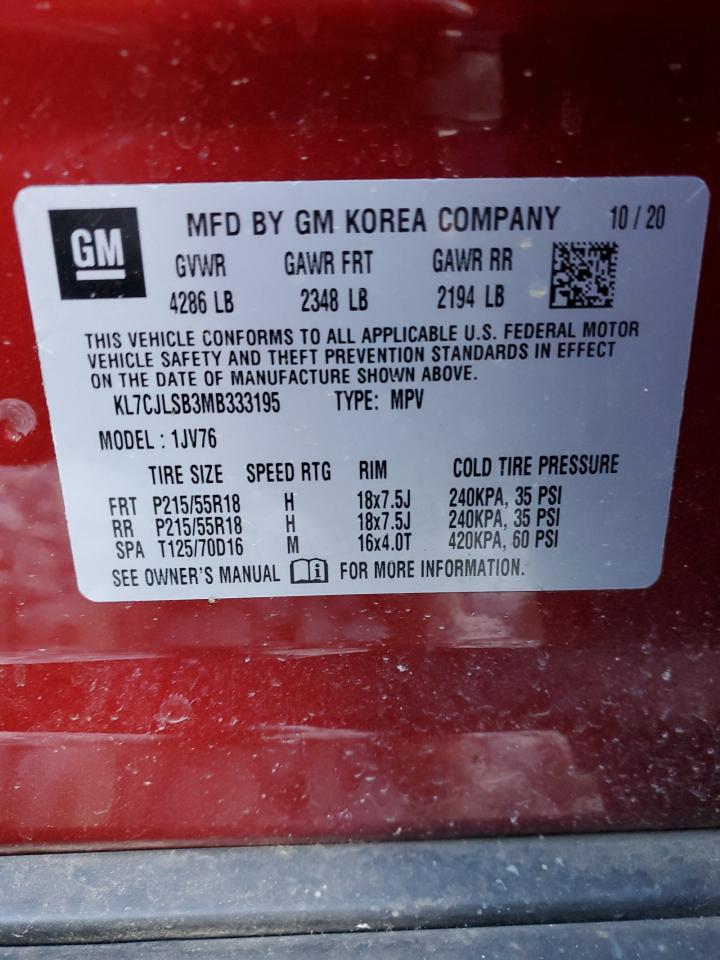 GM MFD BY GM KOREA COMPANY 10 / 20
GVWR GAWR FRT GAWR RR
4286 LB 2348 LB 2194 LB
THIS VEHICLE CONFORMS TO ALL APPLICABLE U.S. FEDERAL MOTOR
VEHICLE SAFETY AND THEFT PREVENTION STANDARDS IN EFFECT
ON THE DATE OF MANUFACTURE SHOWN ABOVE.
KL7CJLSB3MB333195 TYPE: MPV
MODEL : 1JV76
TIRE SIZE SPEED RTG RIM COLD TIRE PRESSURE
FRT P215/55R18 H 18x7.5J 240KPA, 35 PSI
RR P215/55R18 H 18x7.5J 240KPA, 35 PSI
SPA T125/70D16 M 16x4.0T 420KPA, 60 PSI
SEE OWNER'S MANUAL FOR MORE INFORMATION.